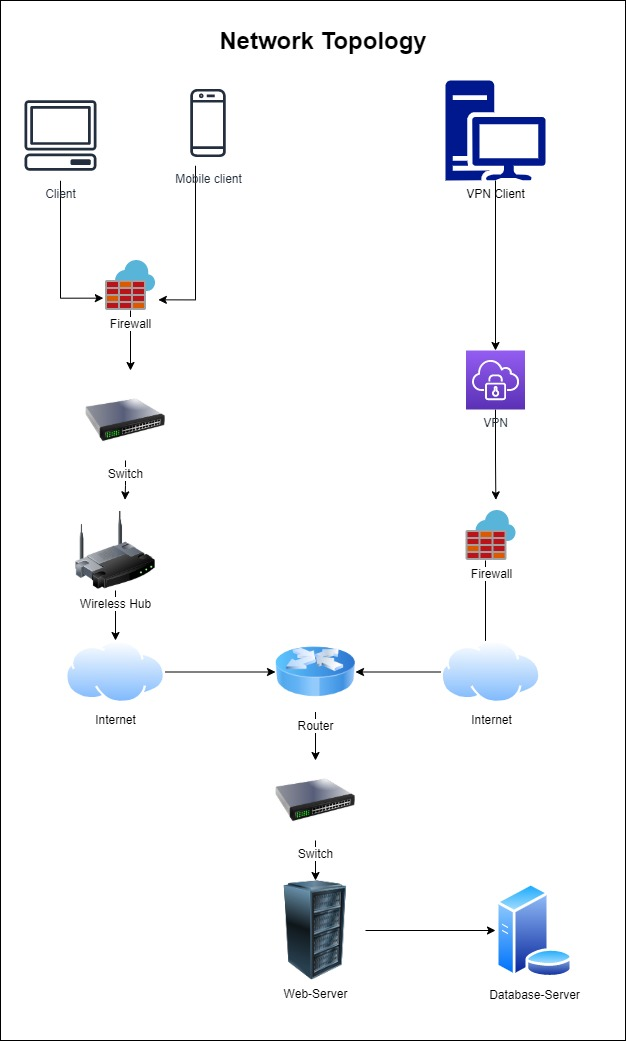 Network Topology
Client
Mobile client
VPN Client
Firewall
VPN
Switch
Firewall
Wireless Hub
Internet
Router
Internet
Switch
Web-Server
Database-Server